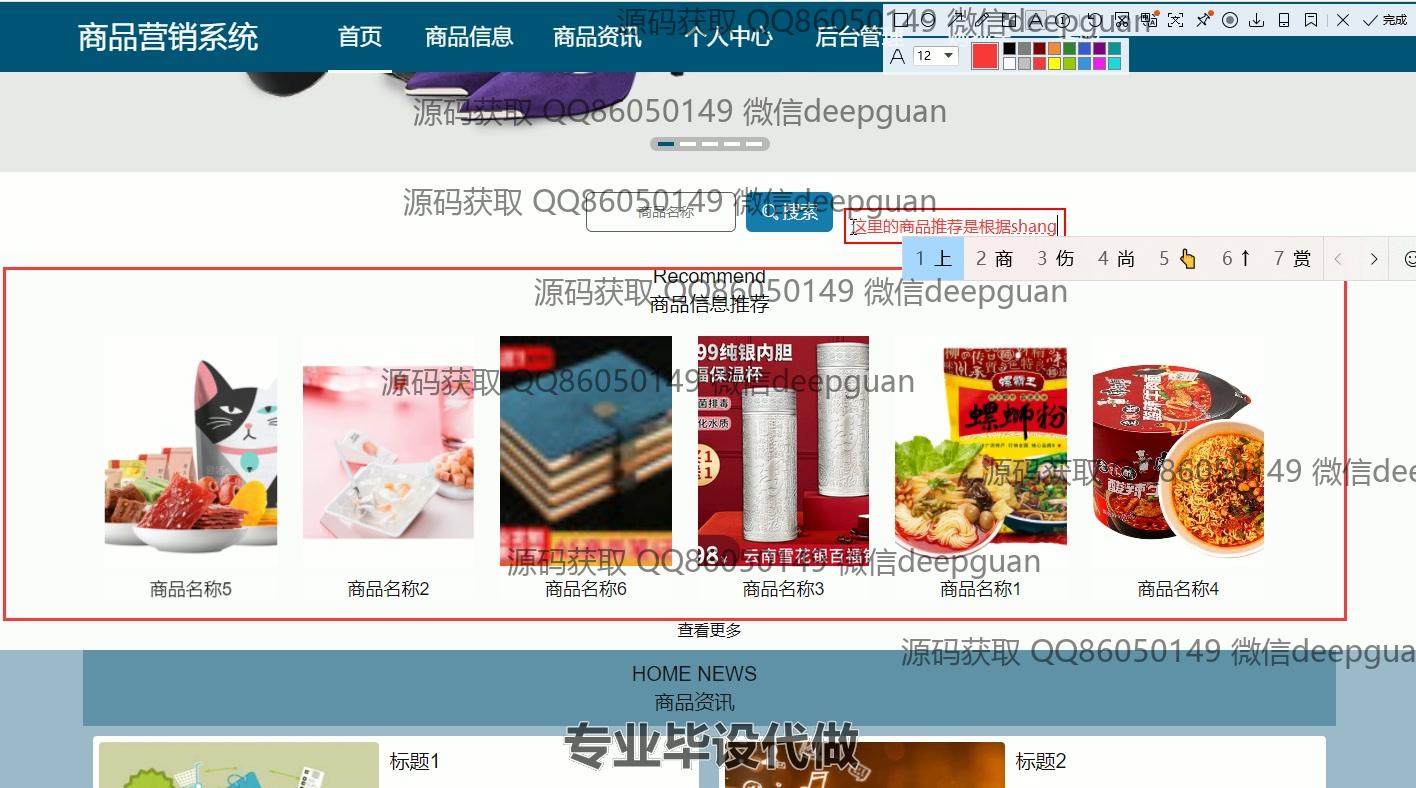 源码获取 QQ86050149 微信deepguan
商品营销系统
首页
商品信息
商品资讯
个人中心
后台管理
完成
12
源码获取 QQ86050149 微信deepguan
源码获取 QQ86050149 微信deepguan
商品名称
搜索
这里的商品推荐是根据shang
1 上 2 商 3 伤 4 尚 5 👆 6 ↑ 7 赏
Recommend
源码获取 QQ86050149 微信deepguan
商品信息推荐
99纯银内胆
福保温杯
源码获取 QQ86050149 微信deepguan
螺霸王
螺蛳粉
源码获取 QQ86050149 微信dee
云南雪花银百福
源码获取 QQ86050149 微信deepguan
商品名称5
商品名称2
商品名称6
商品名称3
商品名称1
商品名称4
查看更多
源码获取 QQ86050149 微信deepgua
HOME NEWS
商品资讯
专业毕设代做
标题1
标题2